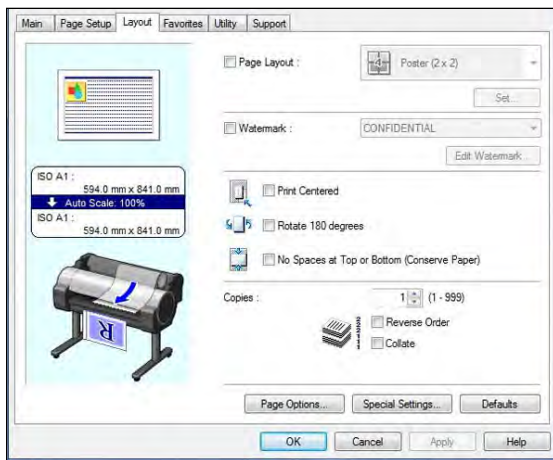 Main Page Setup Layout Favorites Utility Support
Page Layout : Poster (2 x 2)
Set...
Watermark : CONFIDENTIAL
Edit Watermark...
ISO A1 :
594.0 mm x 841.0 mm
Auto Scale: 100%
ISO A1 :
594.0 mm x 841.0 mm
Print Centered
Rotate 180 degrees
No Spaces at Top or Bottom (Conserve Paper)
Copies : 1 (1 - 999)
Reverse Order
Collate
R
Page Options... Special Settings... Defaults
OK Cancel Apply Help